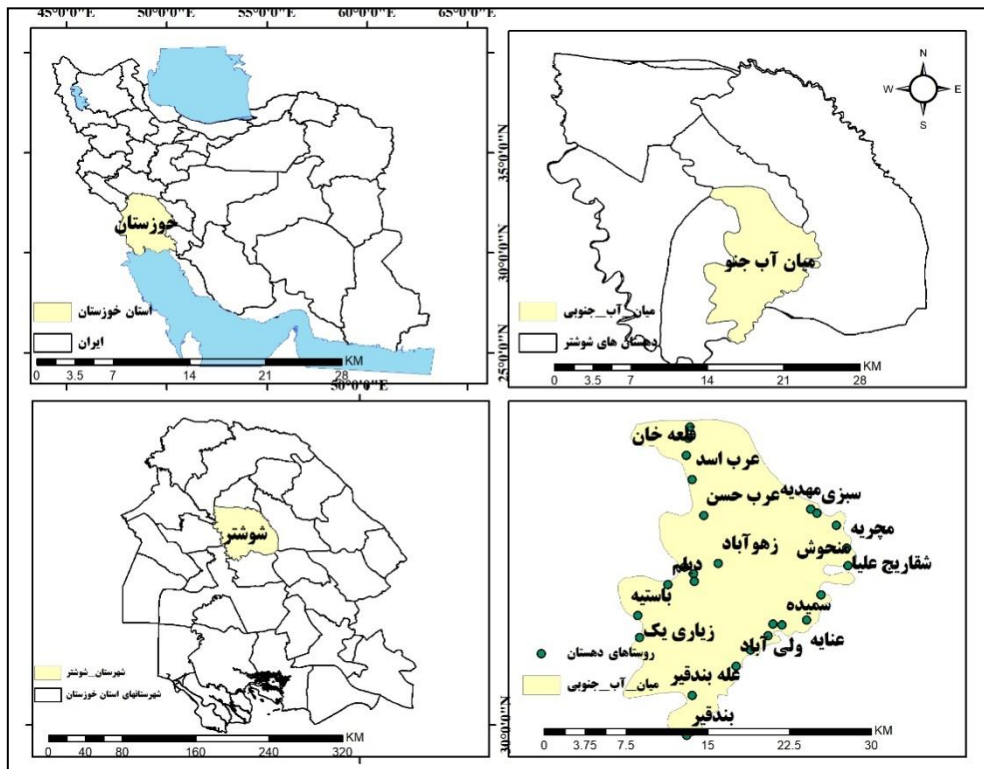 45°0'0"E 50°0'0"E 55°0'0"E 60°0'0"E 65°0'0"E
خوزستان
استان خوزستان
ایران
KM
0 3.5 7 14 21 28
50°0'0"E
N
W E
S
35°0'0"N
30°0'0"N
25°0'0"N
میان آب جنو
میان_آب_جنوبی
دهستان های شوشتر
KM
0 3.5 7 14 21 28
شوشتر
شهرستان_شوشتر
شهرستانهای استان خوزستان
KM
0 40 80 160 240 320
30°0'0"N
قلعه خان
عرب اسد
عرب حسن
مهدیه
سبزی
مچریه
منحوش
شقاریج علیا
زهوآباد
دیلم
باستیه
سمیده
عنایه
زیاری یک
ولی آباد
روستاهای دهستان
عله بندقیر
میان_آب_جنوبی
بندقیر
KM
0 3.75 7.5 15 22.5 30